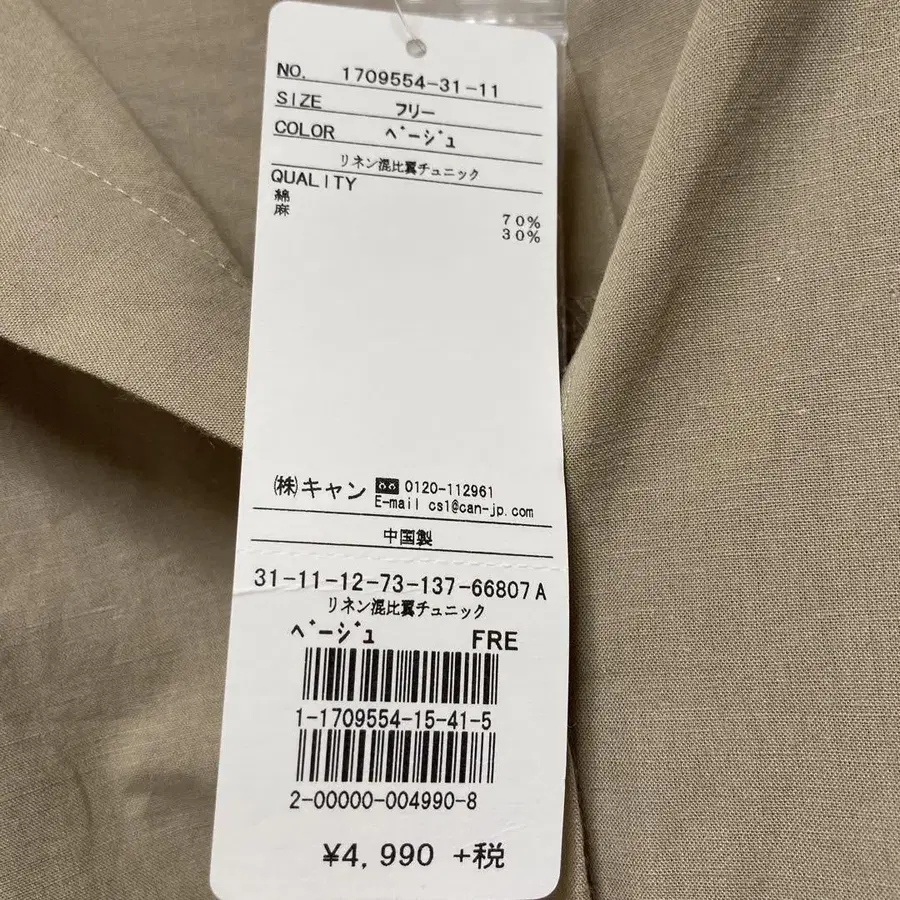 NO. 1709554-31-11
SIZE フリー
COLOR ベージュ
リネン混比翼チュニック
QUALITY
綿 70%
麻 30%
㈱キャン 0120-112961
E-mail cs1@can-jp.com
中国製
31-11-12-73-137-66807A
リネン混比翼チュニック
ベージュ FRE
1-1709554-15-41-5
2-00000-004990-8
¥4,990 +税